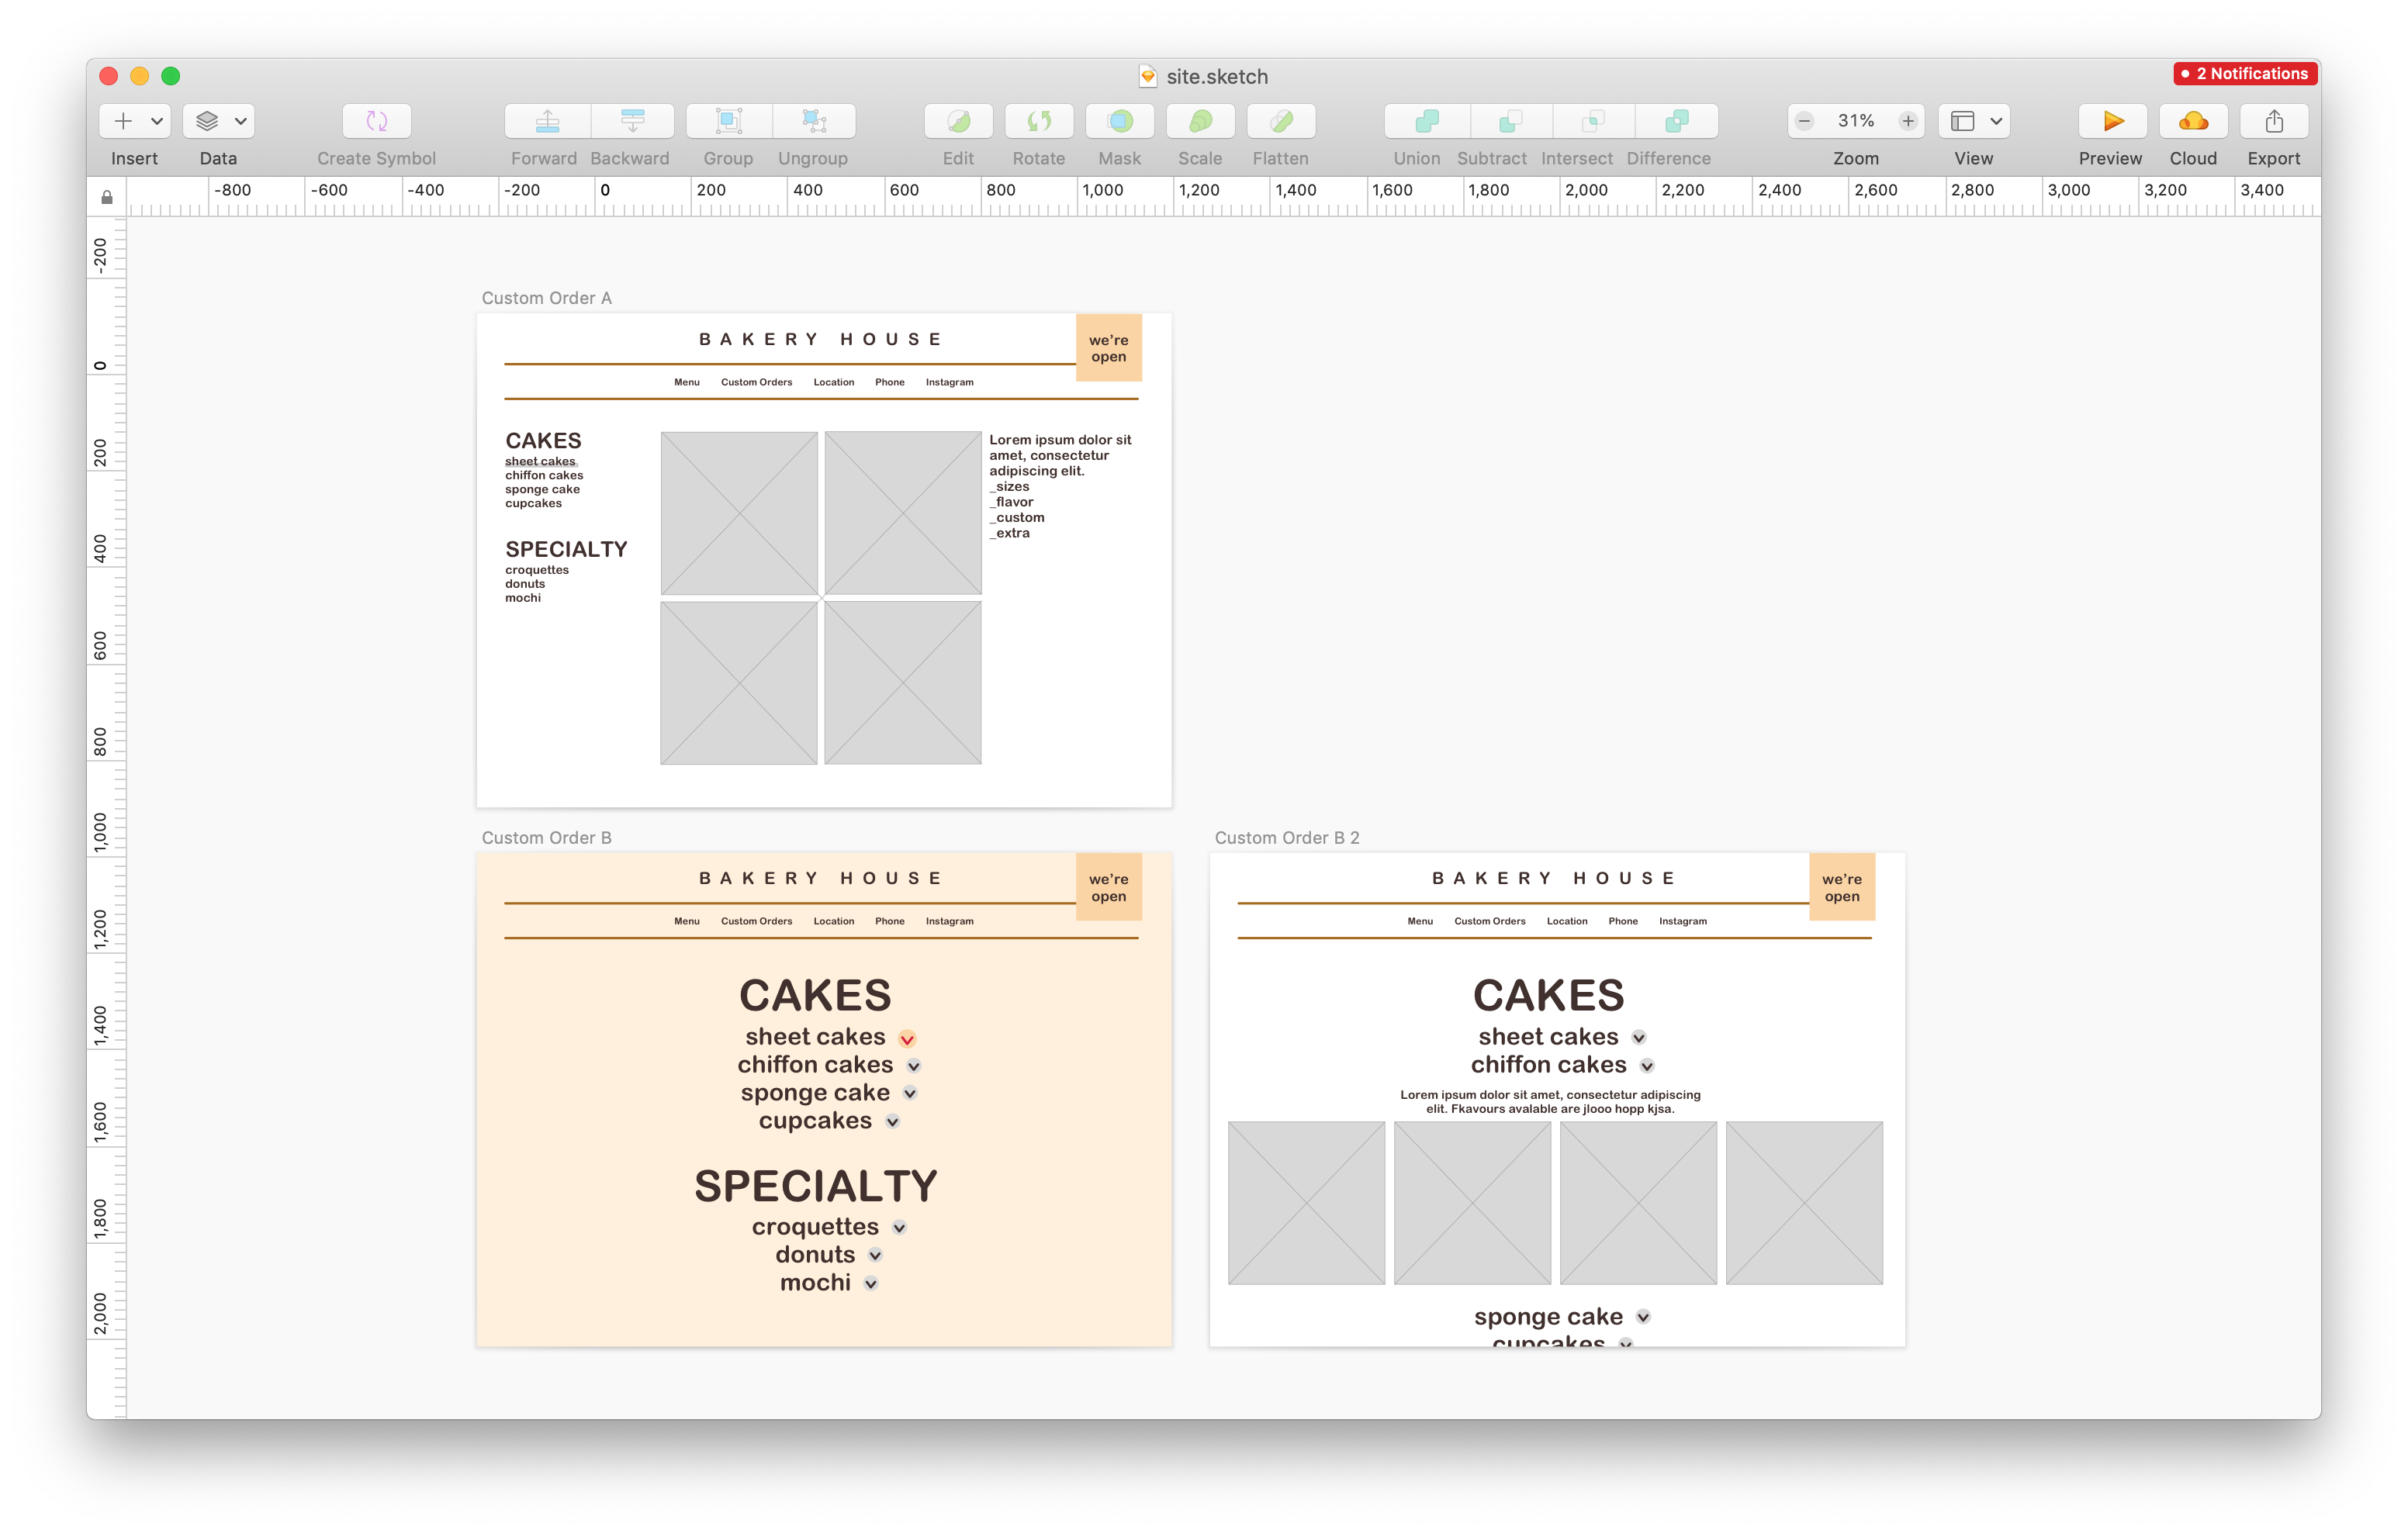 site.sketch
2 Notifications
31%
Insert Data Create Symbol Forward Backward Group Ungroup Edit Rotate Mask Scale Flatten Union Subtract Intersect Difference Zoom View Preview Cloud Export
-800 -600 -400 -200 0 200 400 600 800 1,000 1,200 1,400 1,600 1,800 2,000 2,200 2,400 2,600 2,800 3,000 3,200 3,400
-200
0
200
400
600
800
1,000
1,200
1,400
1,600
1,800
2,000
Custom Order A
BAKERY HOUSE
we're
open
Menu Custom Orders Location Phone Instagram
CAKES
sheet cakes
chiffon cakes
sponge cake
cupcakes
SPECIALTY
croquettes
donuts
mochi
Lorem ipsum dolor sit
amet, consectetur
adipiscing elit.
_sizes
_flavor
_custom
_extra
Custom Order B
BAKERY HOUSE
we're
open
Menu Custom Orders Location Phone Instagram
CAKES
sheet cakes
chiffon cakes
sponge cake
cupcakes
SPECIALTY
croquettes
donuts
mochi
Custom Order B 2
BAKERY HOUSE
we're
open
Menu Custom Orders Location Phone Instagram
CAKES
sheet cakes
chiffon cakes
Lorem ipsum dolor sit amet, consectetur adipiscing
elit. Fkavours avalable are jlooo hopp kjsa.
sponge cake
cupcakes